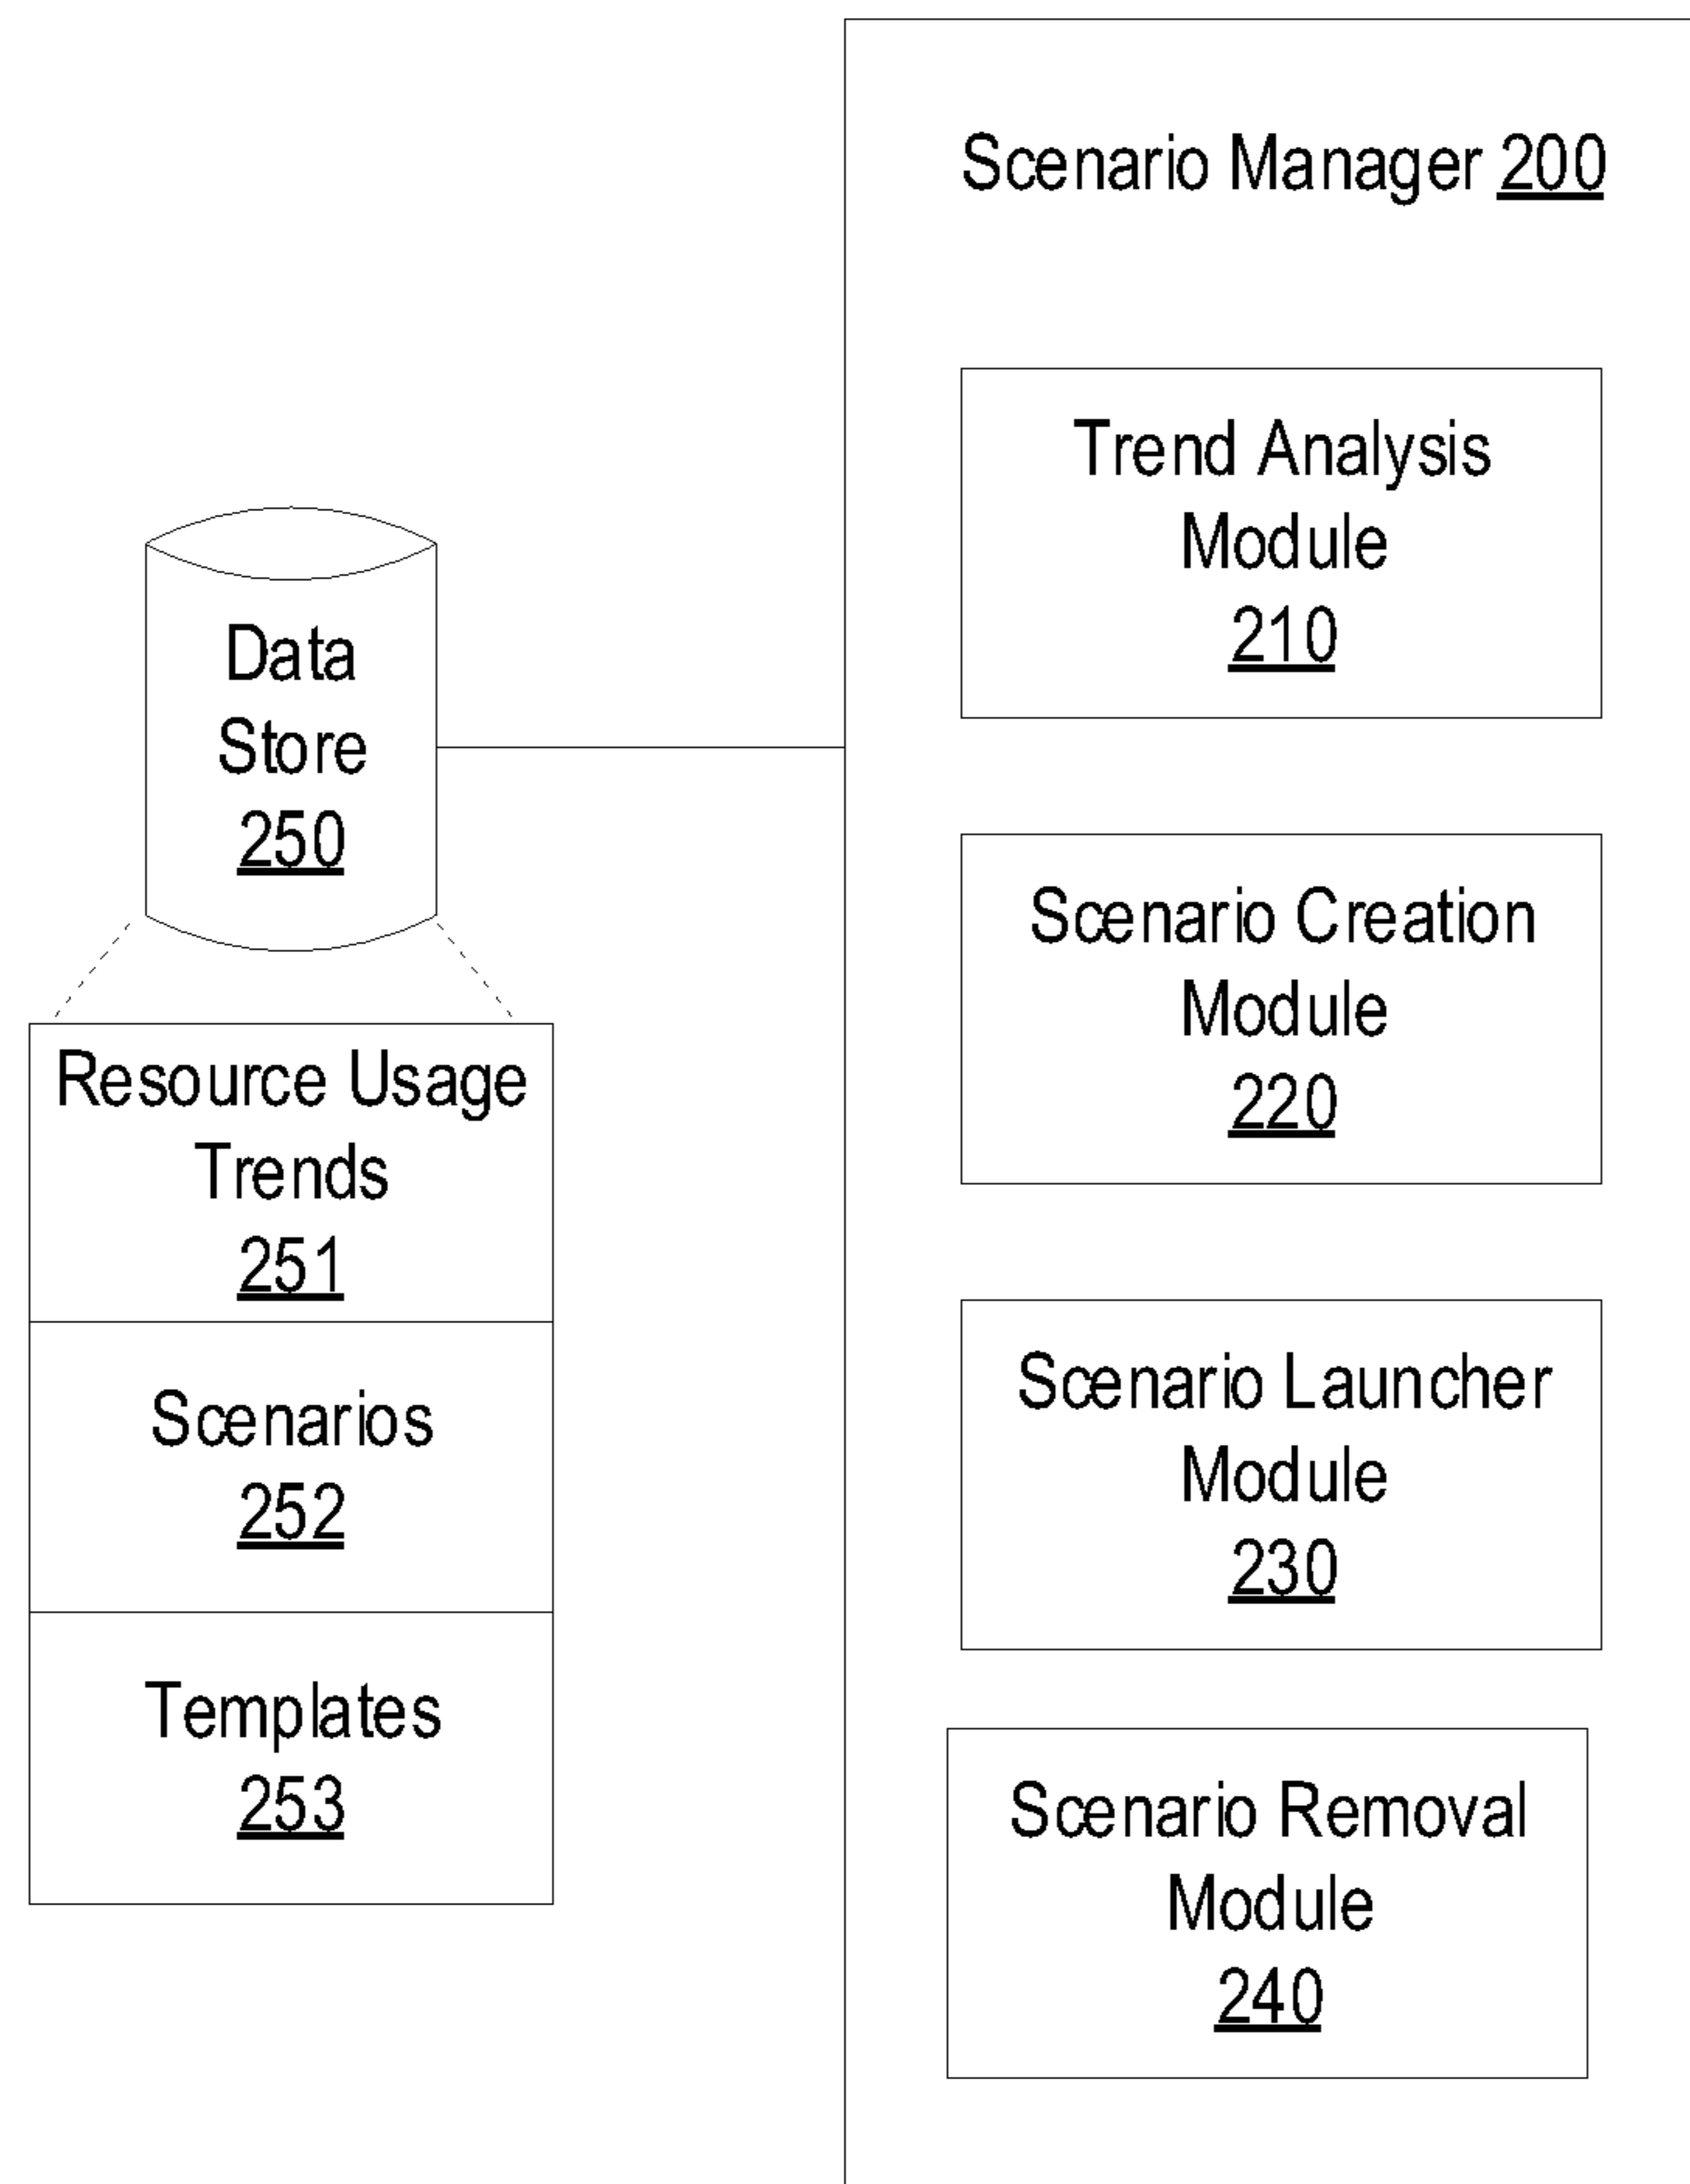 Scenario Manager 200
Trend Analysis
Module
210
Data
Store
250
Scenario Creation
Module
220
Resource Usage
Trends
251
Scenarios
252
Templates
253
Scenario Launcher
Module
230
Scenario Removal
Module
240